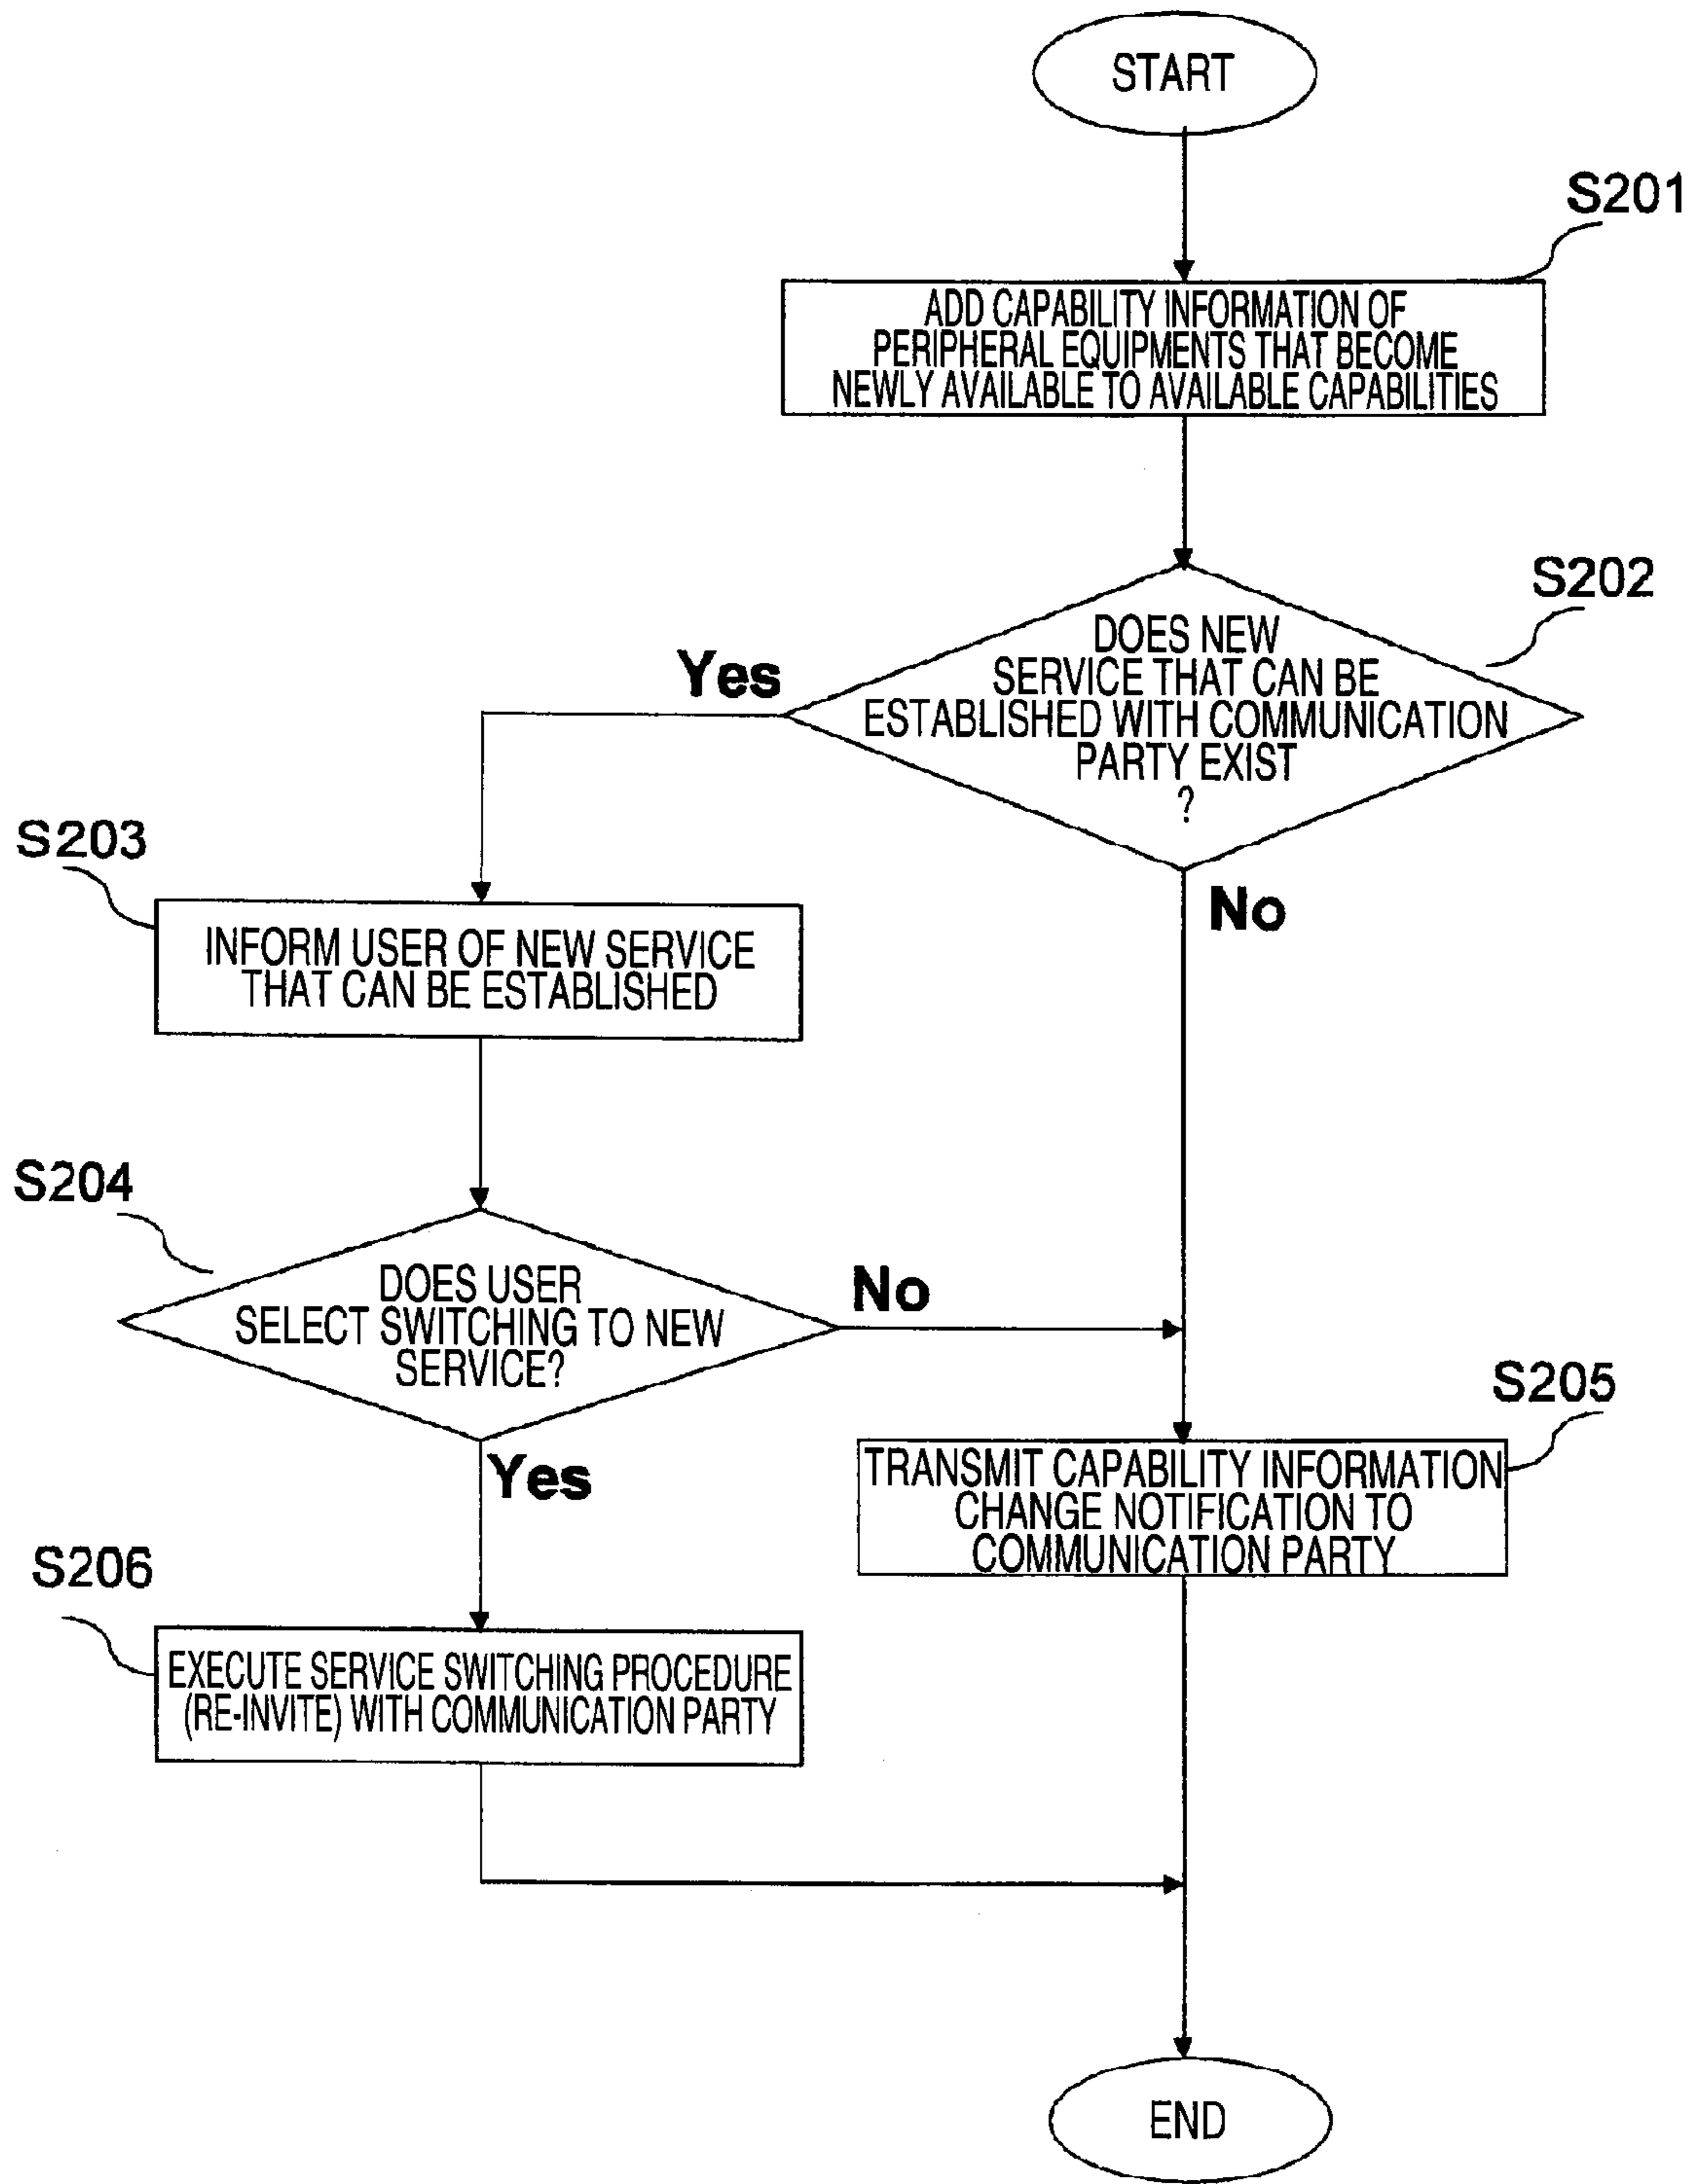 START
S201
ADD CAPABILITY INFORMATION OF
PERIPHERAL EQUIPMENTS THAT BECOME
NEWLY AVAILABLE TO AVAILABLE CAPABILITIES
S202
DOES NEW
SERVICE THAT CAN BE
ESTABLISHED WITH COMMUNICATION
PARTY EXIST
?
Yes
No
S203
INFORM USER OF NEW SERVICE
THAT CAN BE ESTABLISHED
S204
DOES USER
SELECT SWITCHING TO NEW
SERVICE?
No
Yes
S205
TRANSMIT CAPABILITY INFORMATION
CHANGE NOTIFICATION TO
COMMUNICATION PARTY
S206
EXECUTE SERVICE SWITCHING PROCEDURE
(RE-INVITE) WITH COMMUNICATION PARTY
END